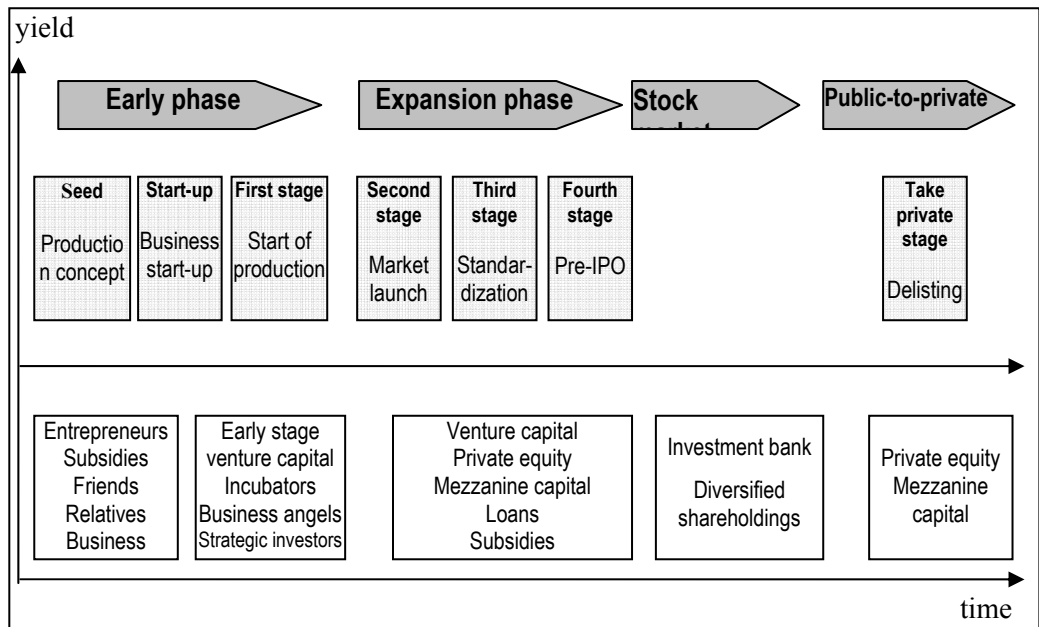 yield
Early phase
Expansion phase
Stock
Public-to-private
Seed
Productio
n concept
Start-up
Business
start-up
First stage
Start of
production
Second
stage
Market
launch
Third
stage
Standar-
dization
Fourth
stage
Pre-IPO
Take
private
stage
Delisting
Entrepreneurs
Subsidies
Friends
Relatives
Business
Early stage
venture capital
Incubators
Business angels
Strategic investors
Venture capital
Private equity
Mezzanine capital
Loans
Subsidies
Investment bank
Diversified
shareholdings
Private equity
Mezzanine
capital
time